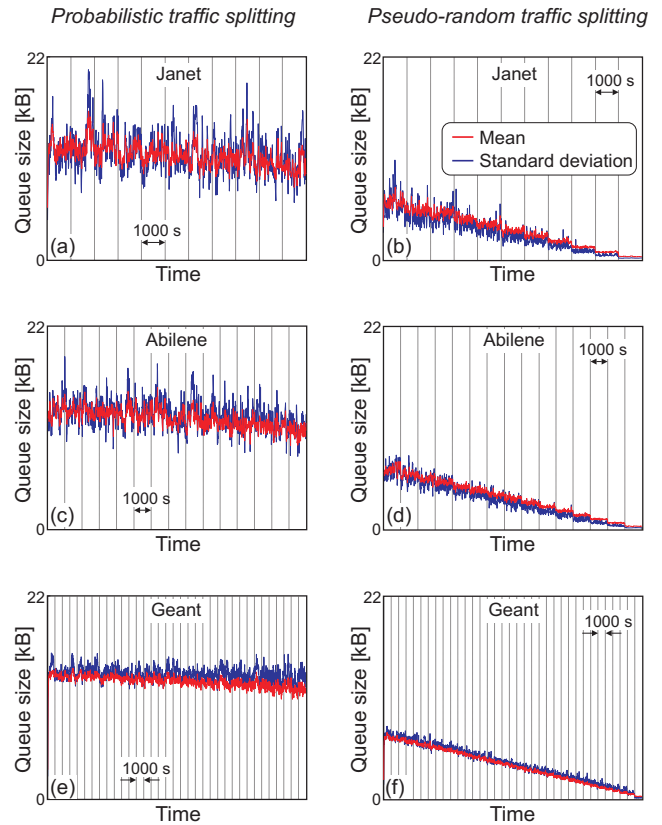 Probabilistic traffic splitting
Pseudo-random traffic splitting
22
Janet
Queue size [kB]
1000 s
(a)
0
Time
22
Janet
1000 s
Mean
Standard deviation
Queue size [kB]
(b)
0
Time
22
Abilene
Queue size [kB]
1000 s
(c)
0
Time
22
Abilene
1000 s
Queue size [kB]
(d)
0
Time
22
Geant
Queue size [kB]
1000 s
(e)
0
Time
22
Geant
1000 s
Queue size [kB]
(f)
0
Time